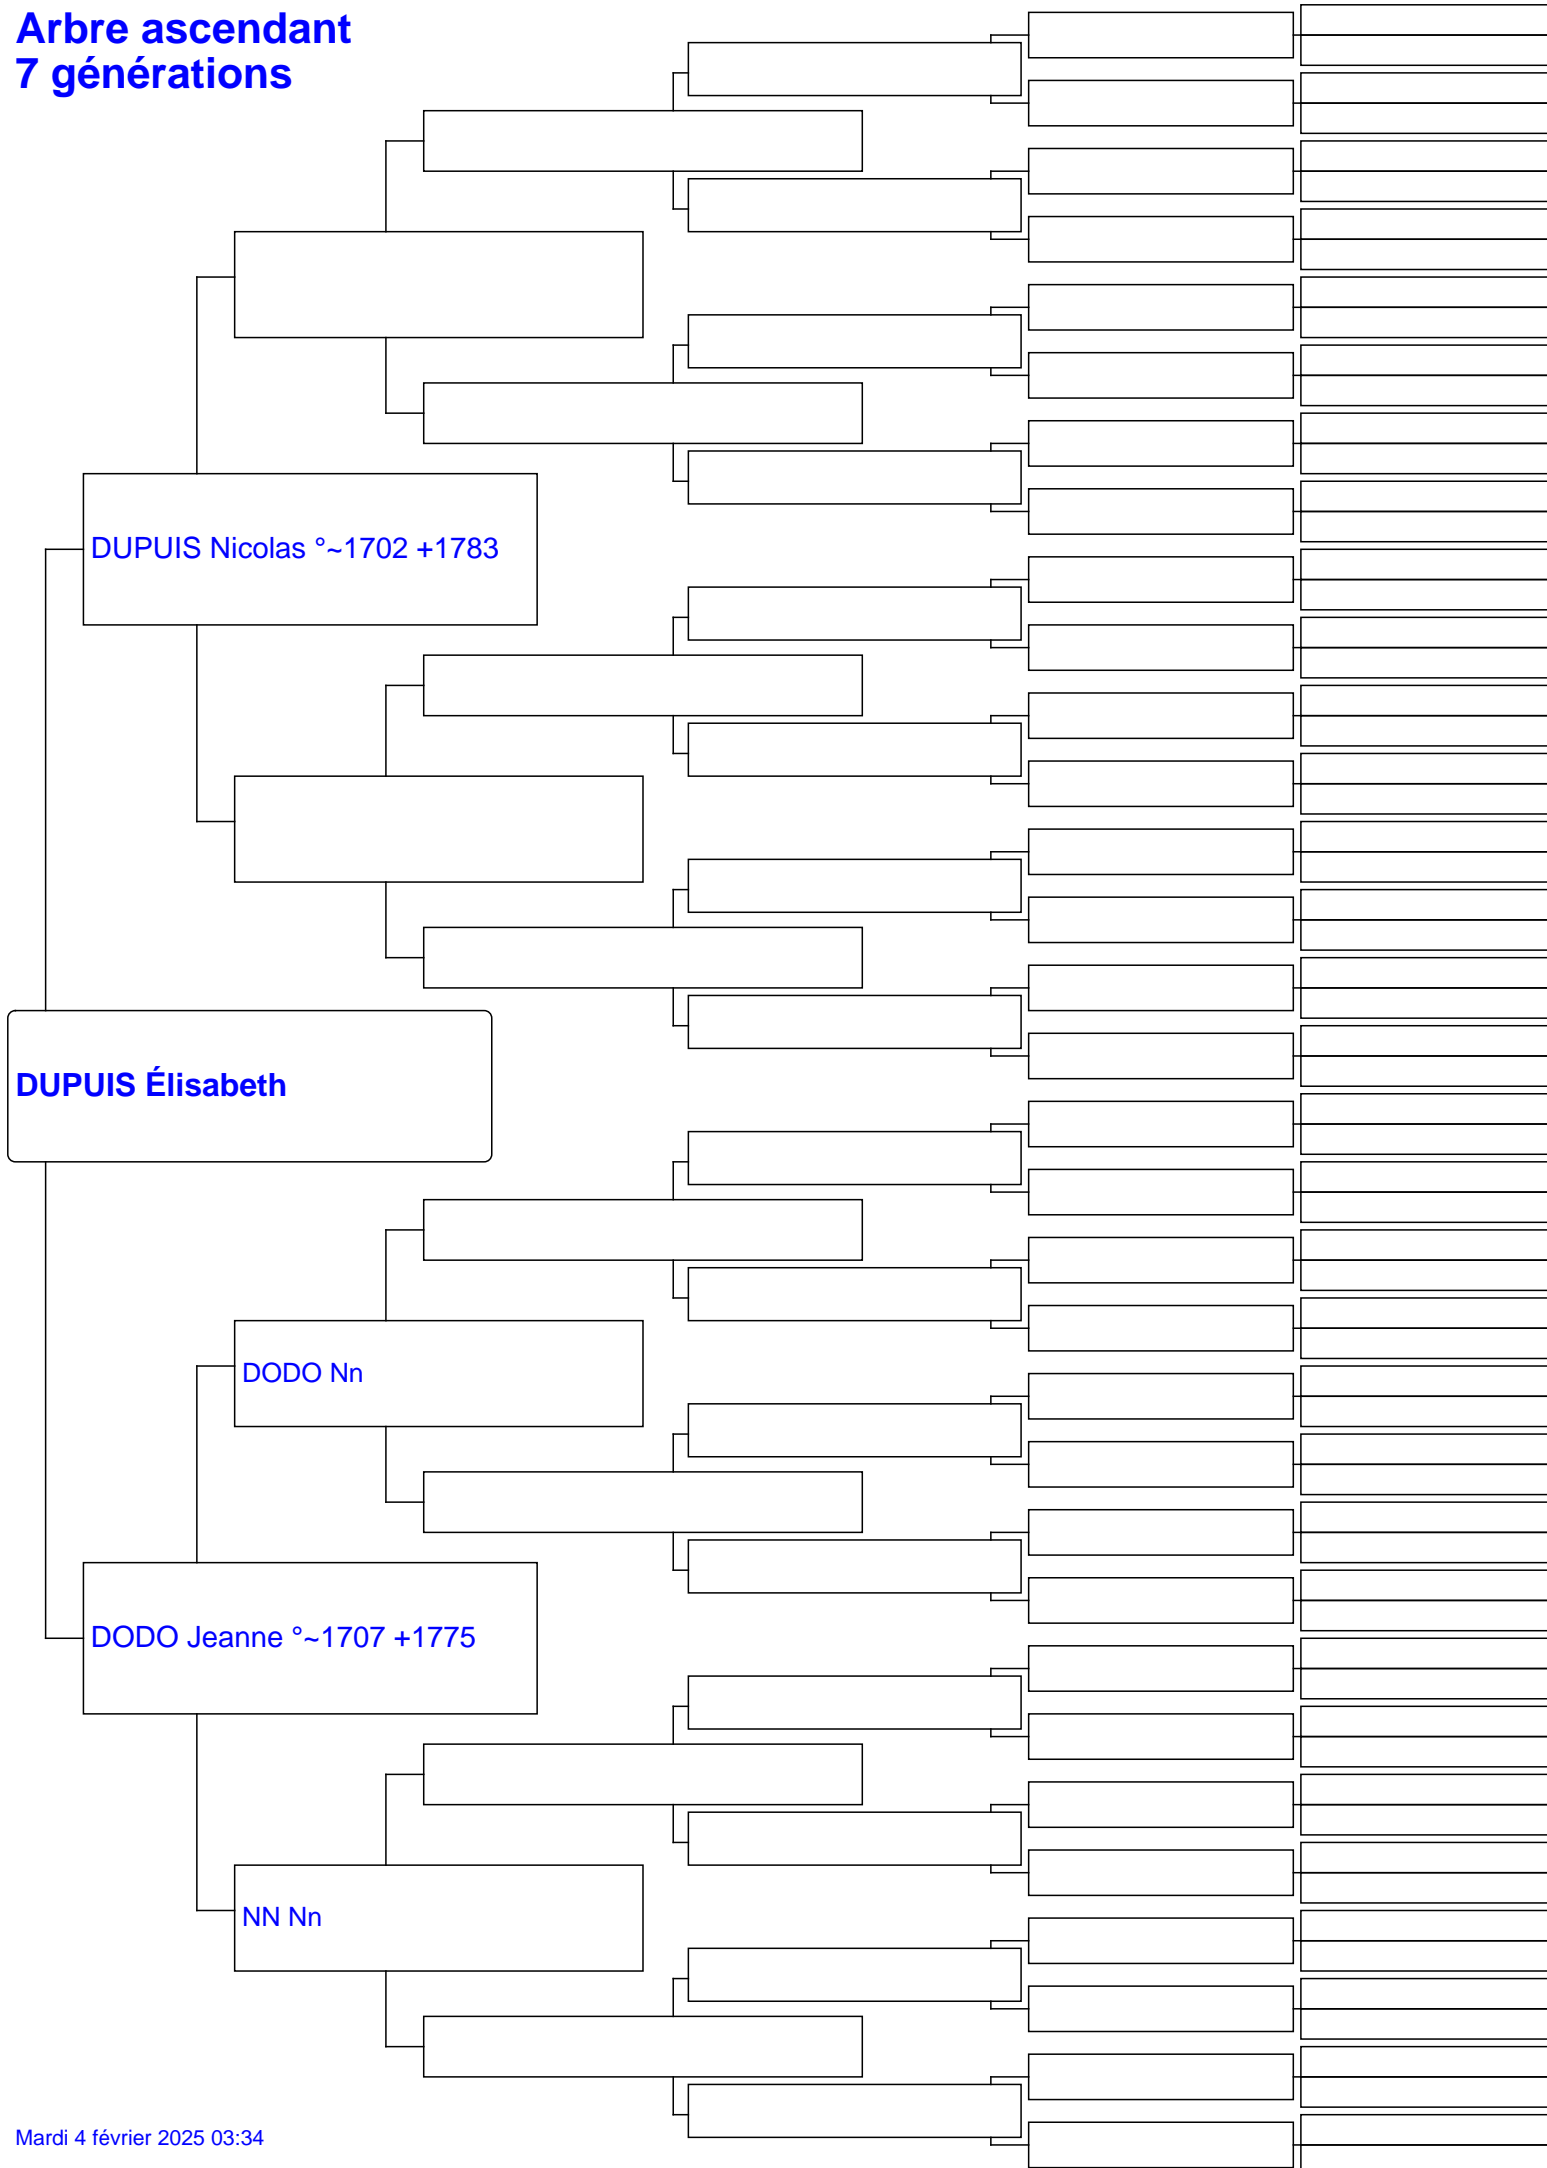 Arbre ascendant
7 générations
DUPUIS Nicolas °~1702 +1783
DUPUIS Élisabeth
DODO Nn
DODO Jeanne °~1707 +1775
NN Nn
Mardi 4 février 2025 03:34